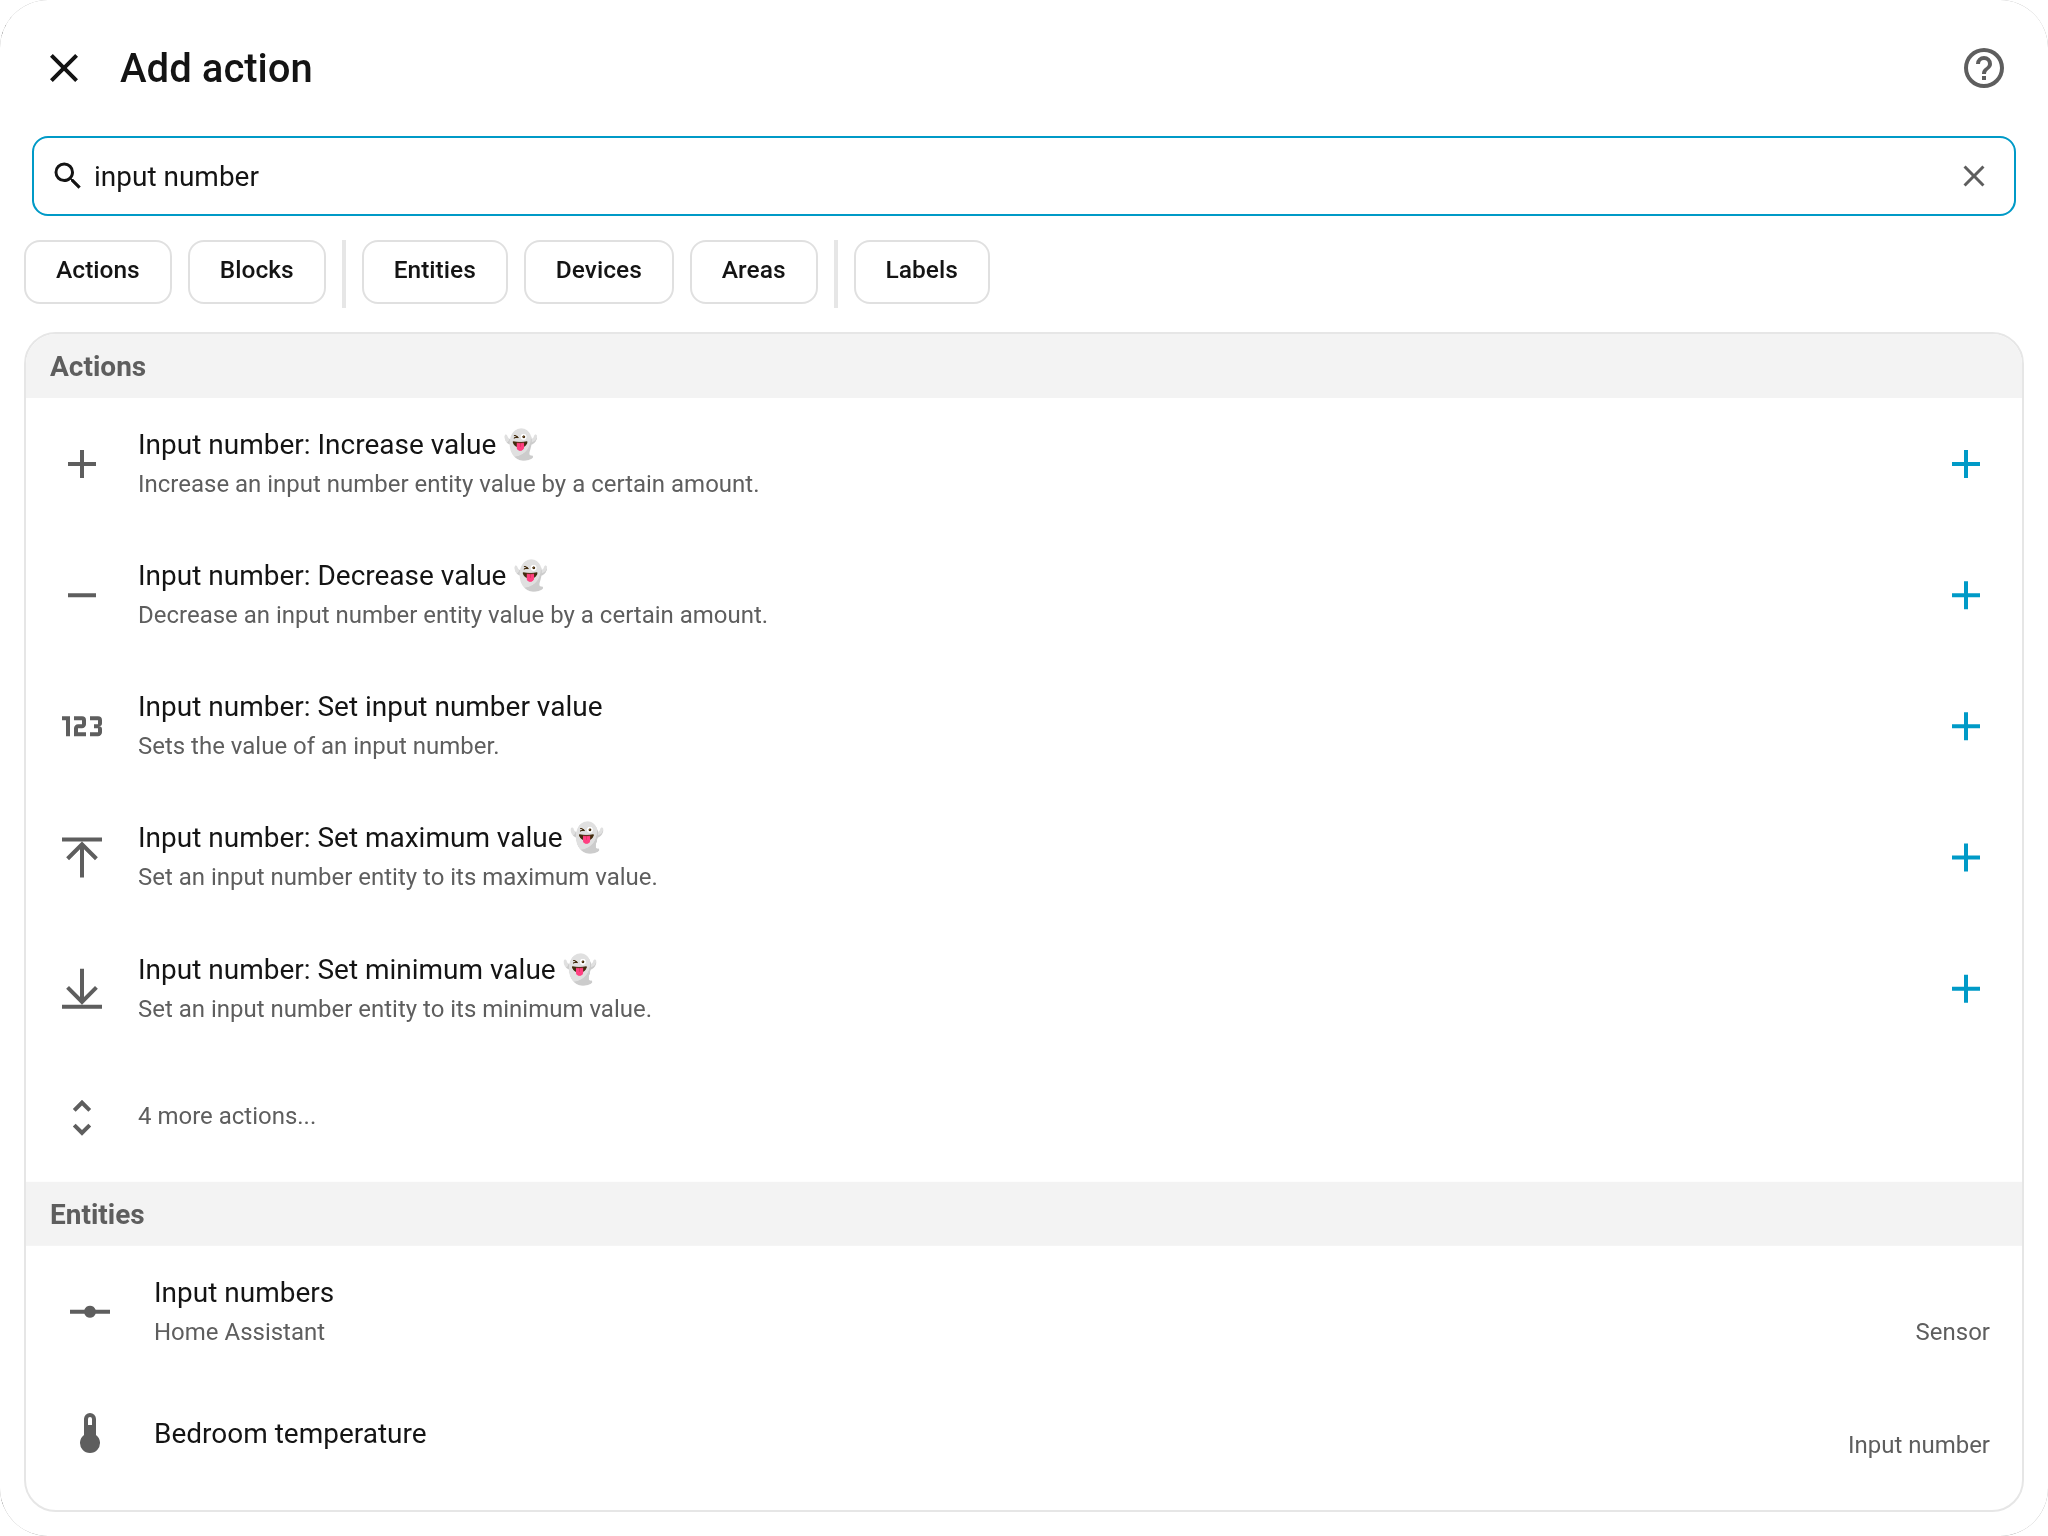 Add action
input number
Actions
Blocks
Entities
Devices
Areas
Labels
Actions
Input number: Increase value 👻
Increase an input number entity value by a certain amount.
Input number: Decrease value 👻
Decrease an input number entity value by a certain amount.
123
Input number: Set input number value
Sets the value of an input number.
Input number: Set maximum value 👻
Set an input number entity to its maximum value.
Input number: Set minimum value 👻
Set an input number entity to its minimum value.
4 more actions...
Entities
Input numbers
Home Assistant
Sensor
Bedroom temperature
Input number